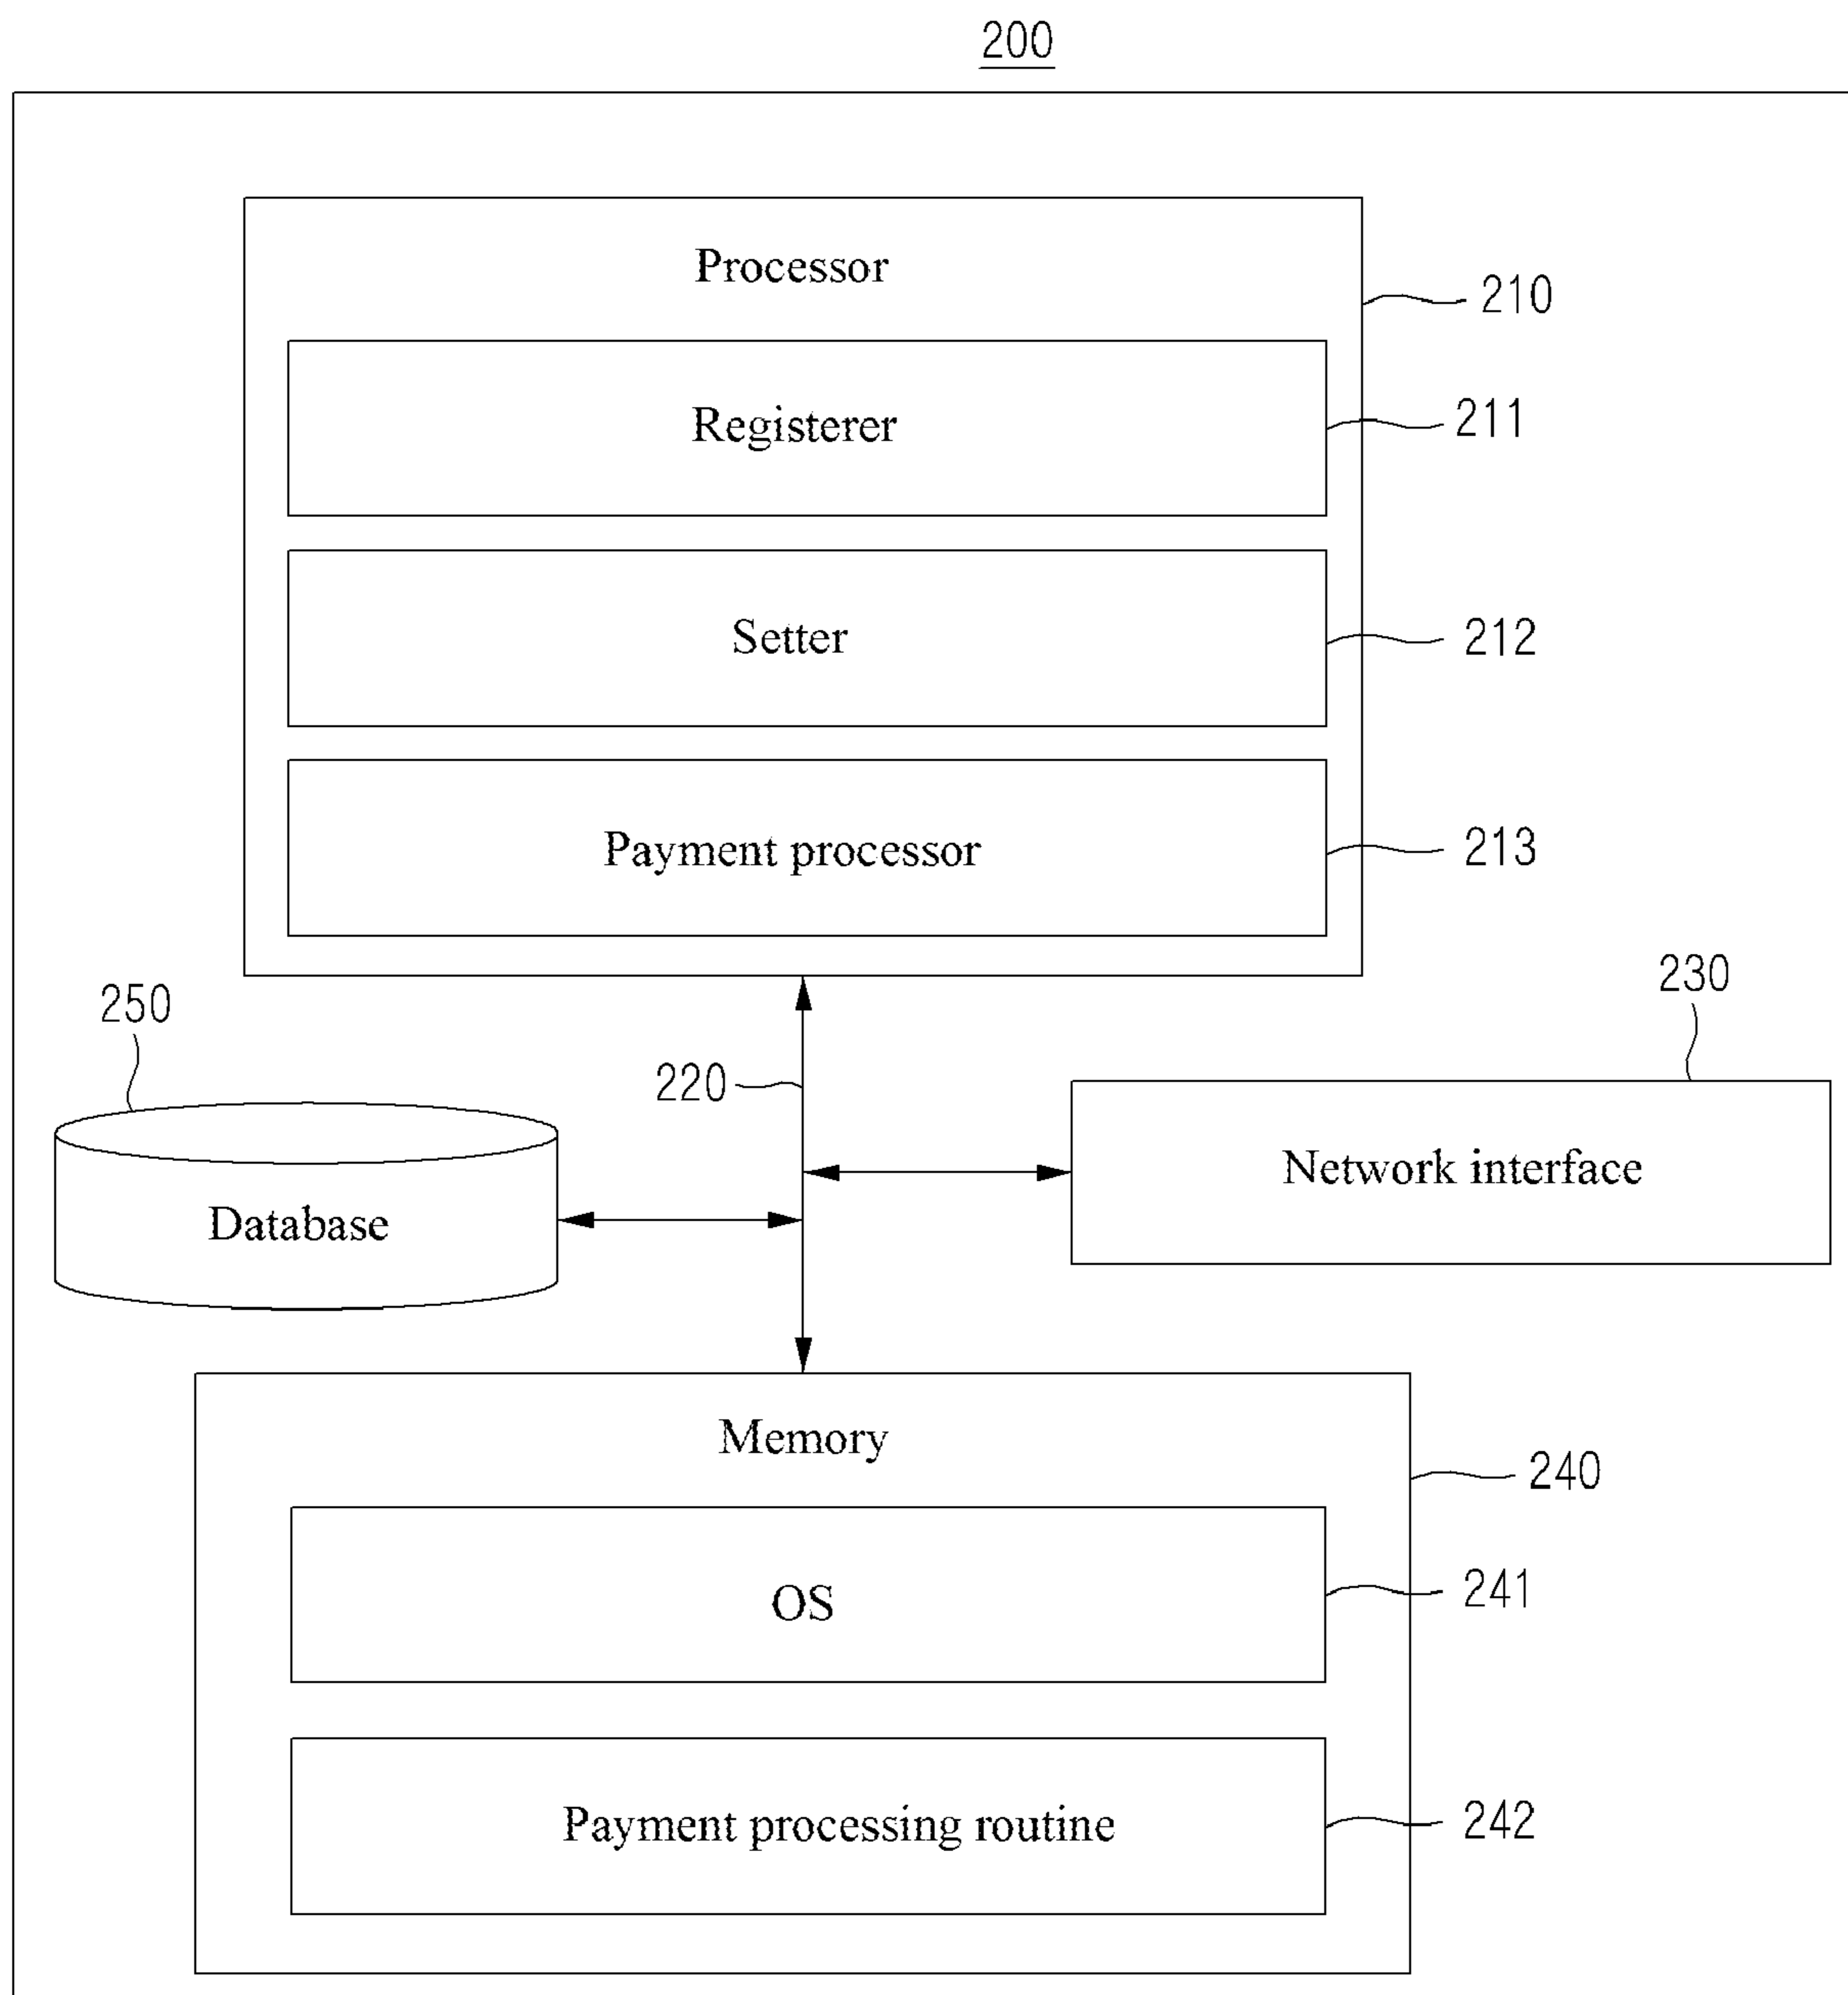 200
Processor
210
Registerer
211
Setter
212
Payment processor
213
250
220
230
Database
Network interface
Memory
240
OS
241
Payment processing routine
242